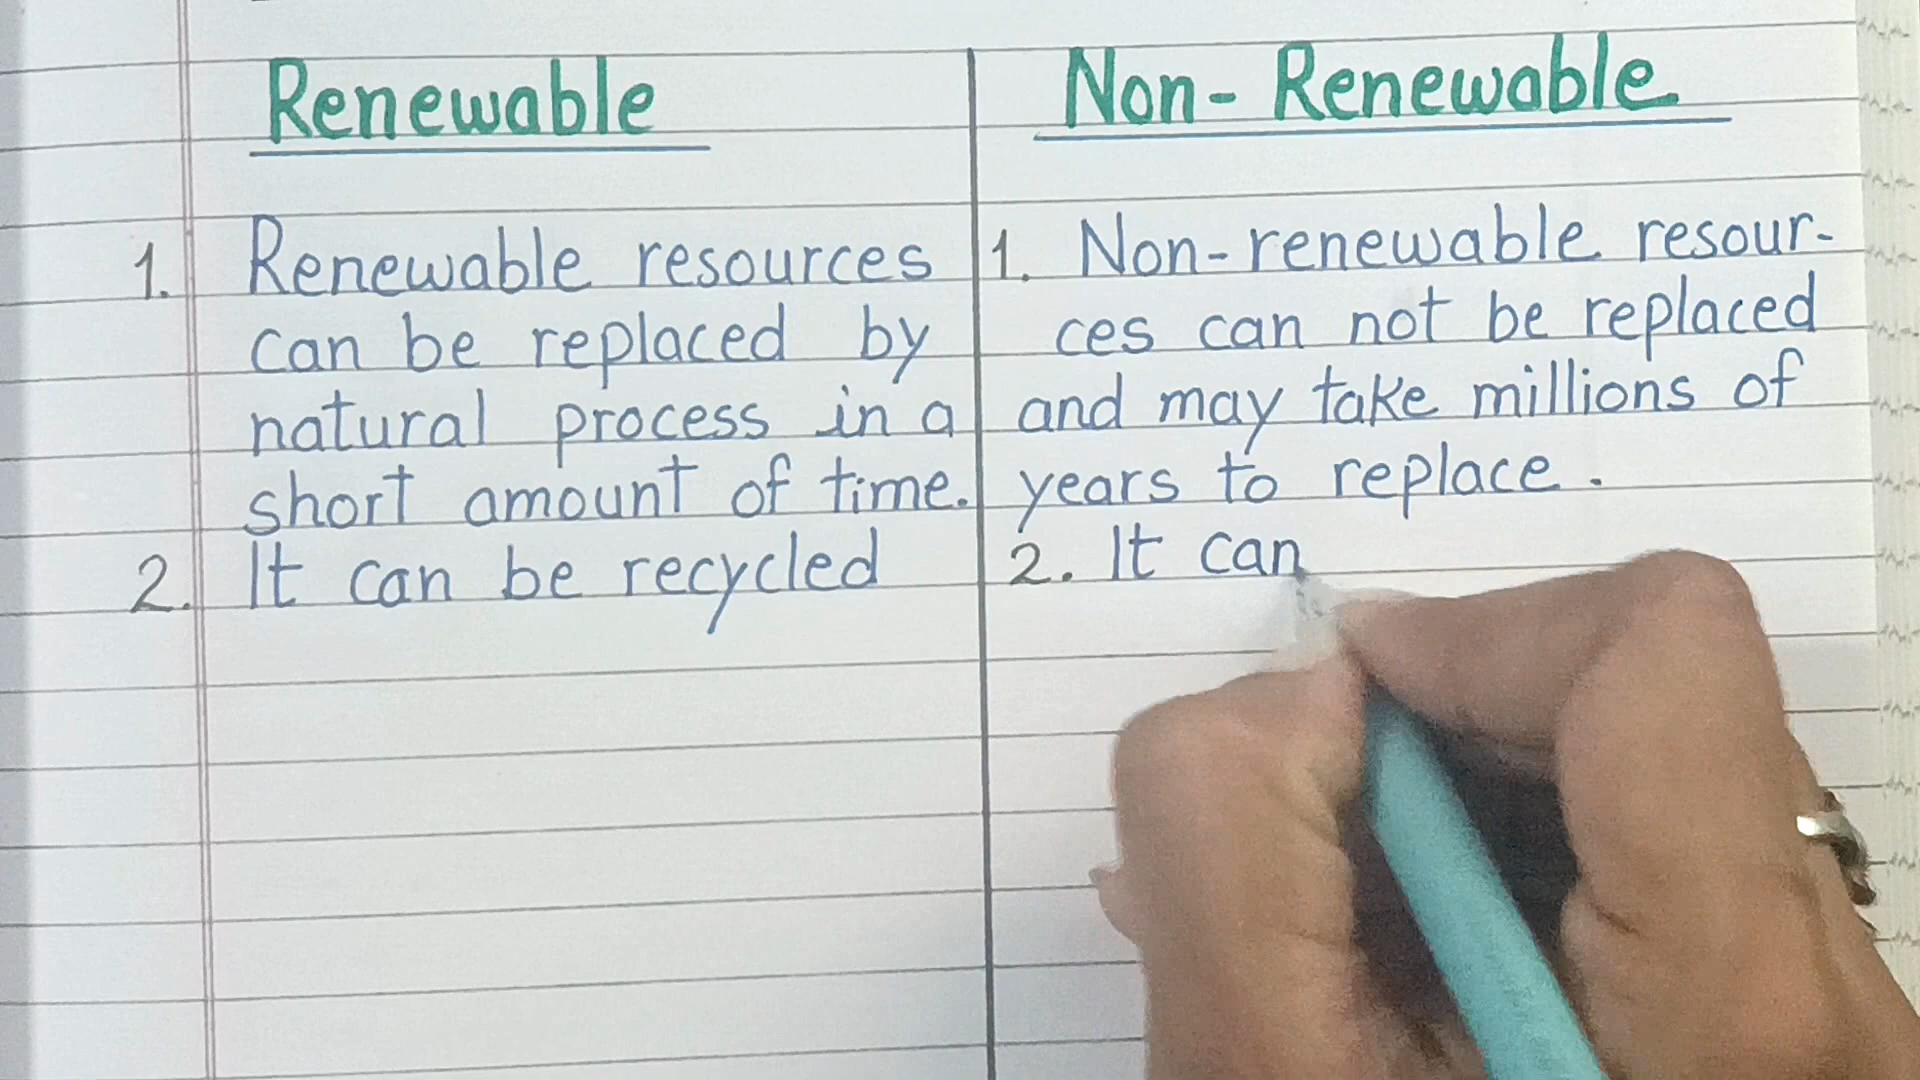 Renewable
1. Renewable resources
can be replaced by
natural process in a
short amount of time.
2. It can be recycled
Non-Renewable
1. Non-renewable resour-
ces can not be replaced
and may take millions of
years to replace.
2. It can